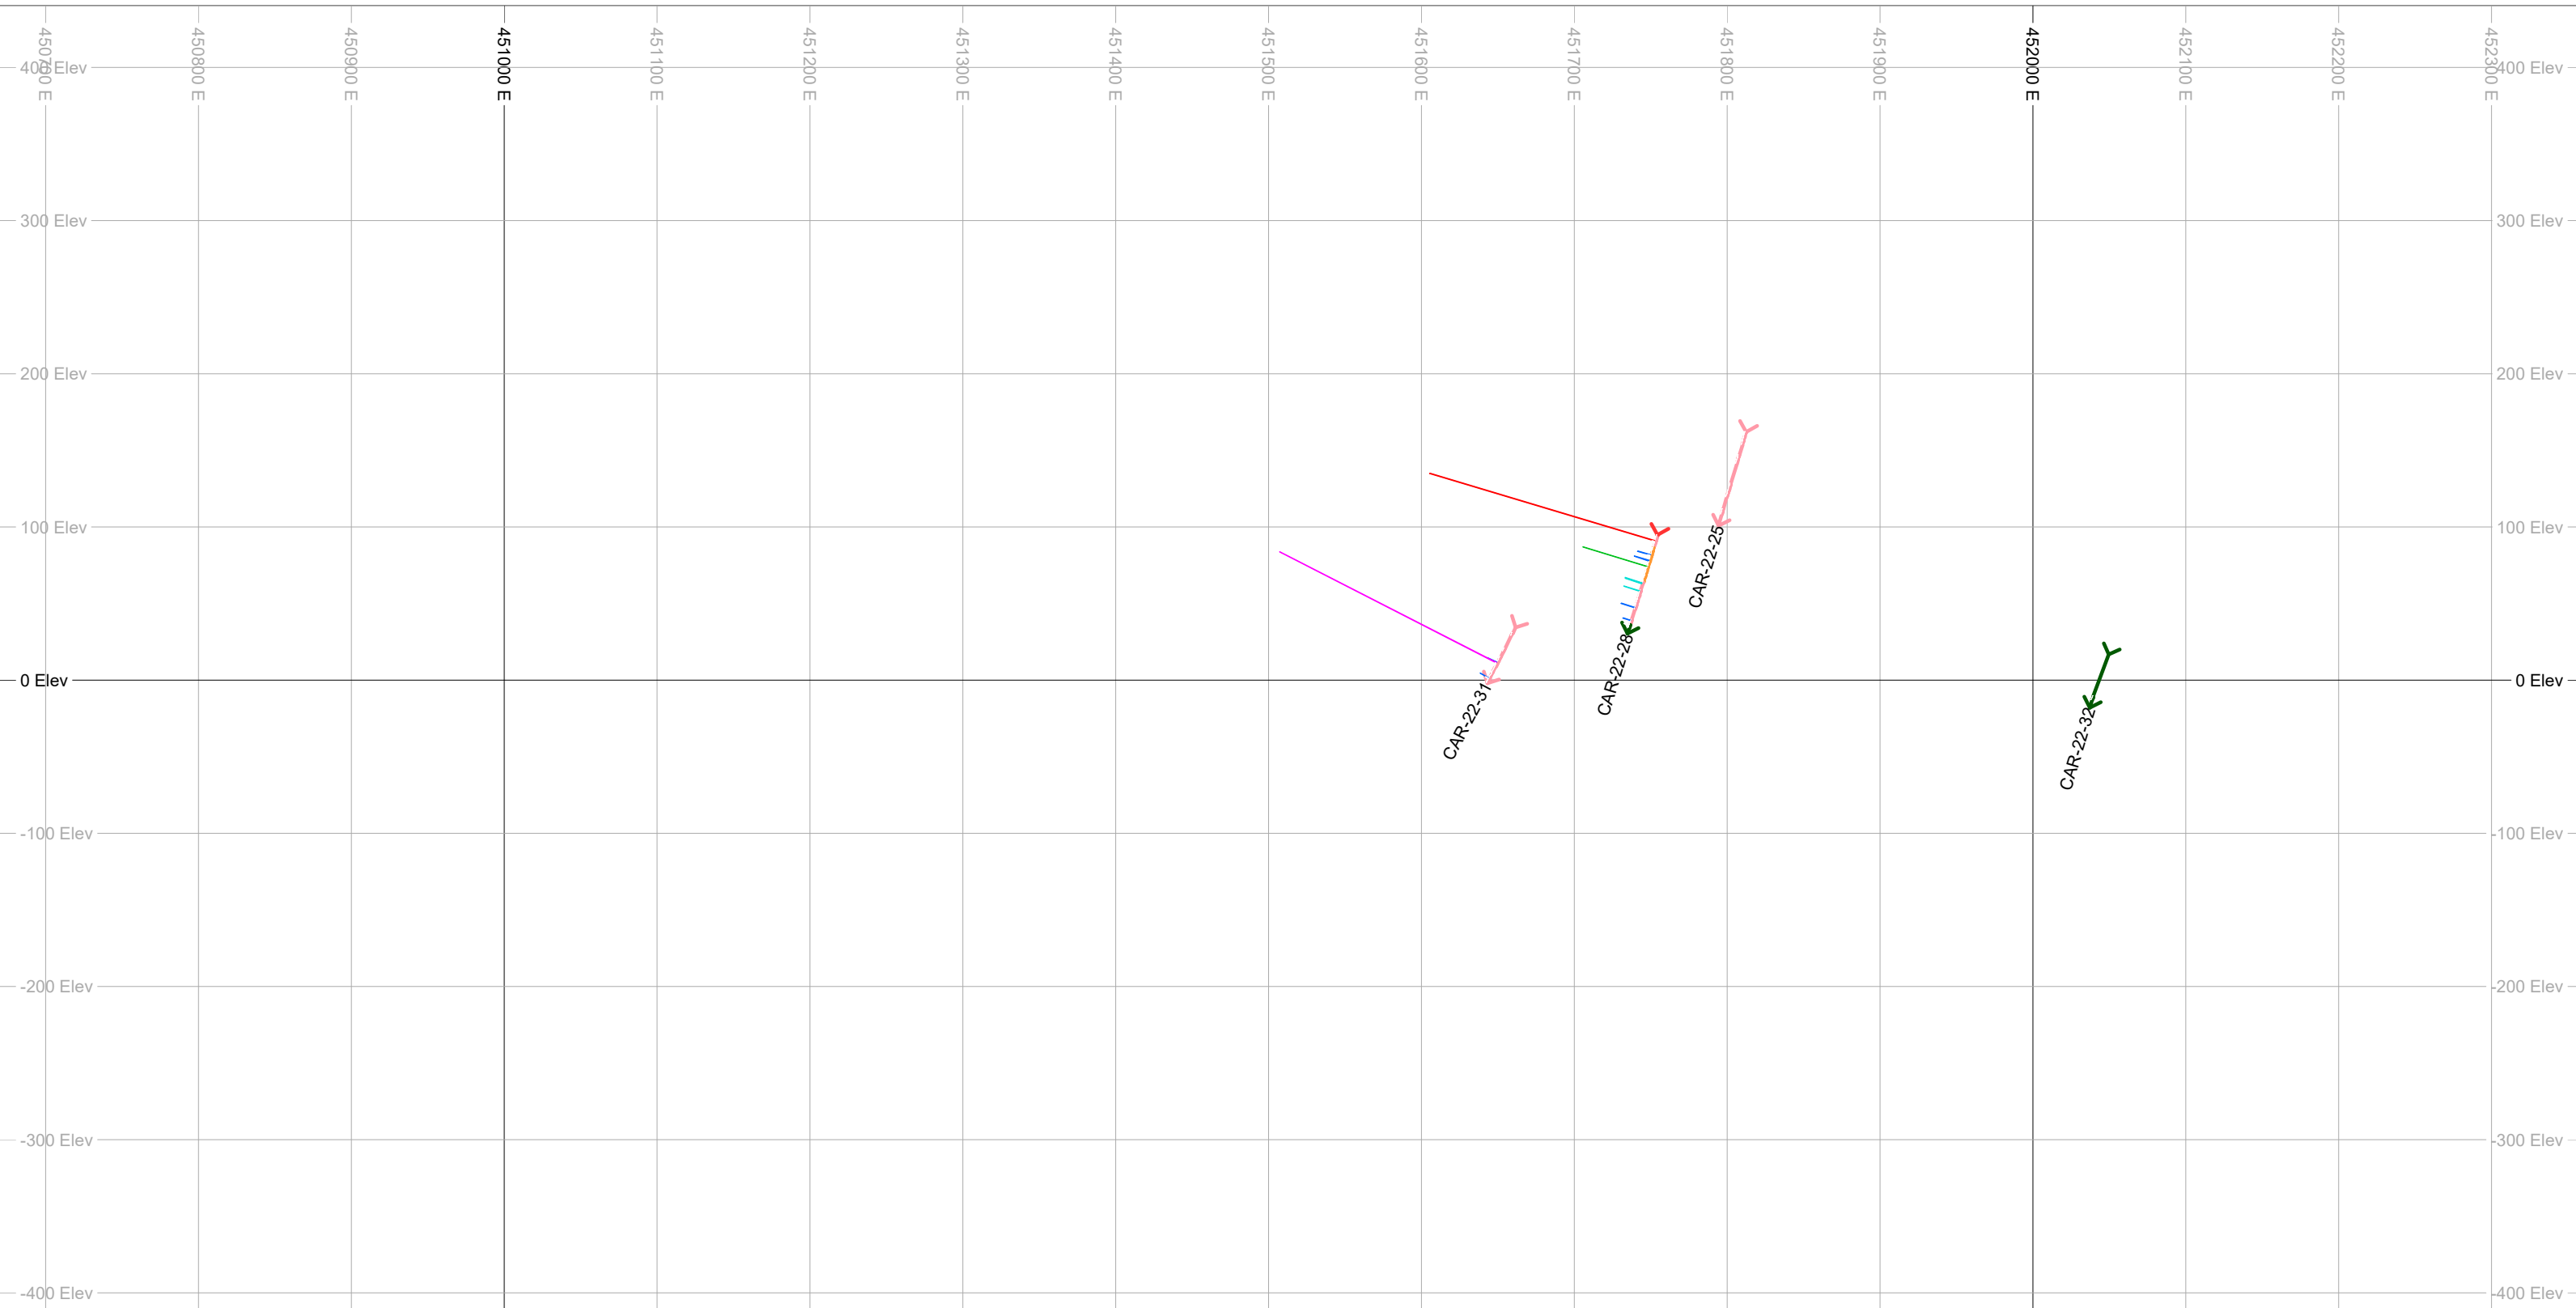 450700 E
450800 E
450900 E
451000 E
451100 E
451200 E
451300 E
451400 E
451500 E
451600 E
451700 E
451800 E
451900 E
452000 E
452100 E
452200 E
452300 E
400 Elev
400 Elev
300 Elev
300 Elev
200 Elev
200 Elev
100 Elev
100 Elev
CAR-22-25
CAR-22-28
0 Elev
0 Elev
CAR-22-31
CAR-22-32
-100 Elev
-100 Elev
-200 Elev
-200 Elev
-300 Elev
-300 Elev
-400 Elev
-400 Elev